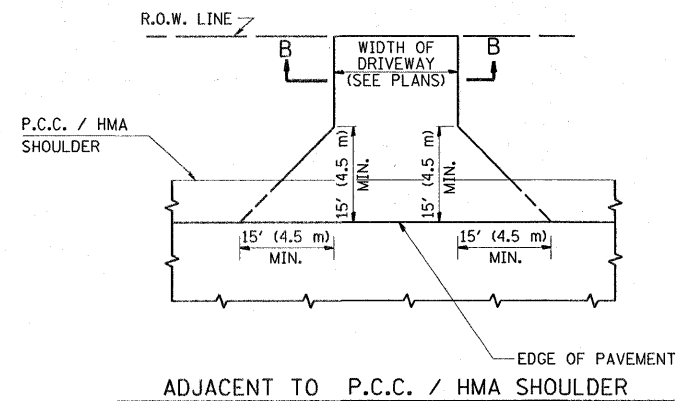 R.O.W. LINE
B
WIDTH OF
DRIVEWAY
(SEE PLANS)
B
P.C.C. / HMA
SHOULDER
15' (4.5 m)
MIN.
15' (4.5 m)
MIN.
15' (4.5 m)
MIN.
15' (4.5 m)
MIN.
EDGE OF PAVEMENT
ADJACENT TO P.C.C. / HMA SHOULDER